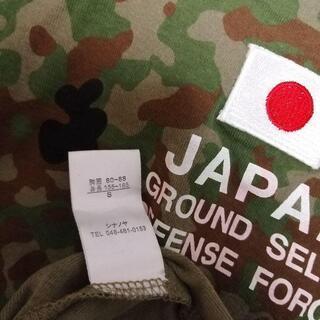 胸囲 80-88
身長 155-165
S
シナノヤ
TEL 048-481-0153
JAPA
GROUND SEL
EFENSE FORC